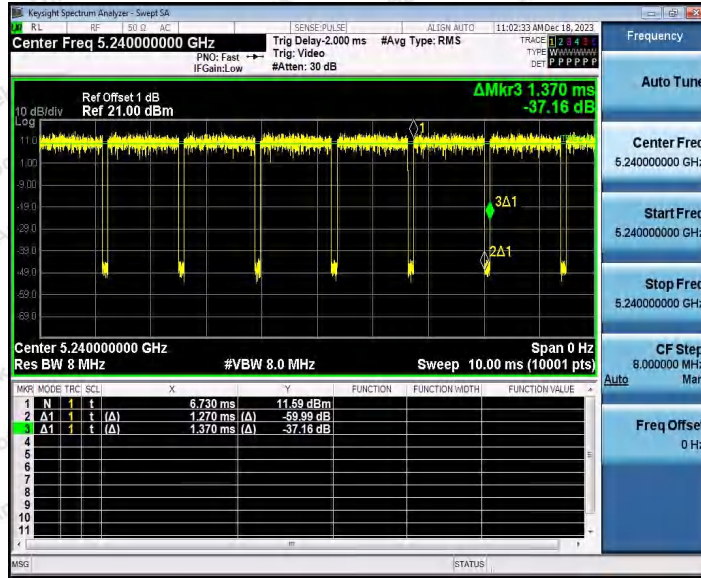 Keysight Spectrum Analyzer - Swept SA
RL RF 50 Ω AC SENSE:PULSE ALIGN AUTO 11:02:33 AM Dec 18, 2023
Center Freq 5.240000000 GHz
PNO: Fast
IFGain:Low
Trig Delay-2.000 ms
Trig: Video
#Atten: 30 dB
#Avg Type: RMS
TRACE 1 2 3 4 5 6
TYPE WWWWWW
DET P P P P P P
Ref Offset 1 dB
10 dB/div Ref 21.00 dBm
Log
ΔMkr3 1.370 ms
-37.16 dB
11.0
1.00
-9.00
-19.0
-29.0
-39.0
-49.0
-59.0
-69.0
1
3Δ1
2Δ1
Center 5.240000000 GHz Span 0 Hz
Res BW 8 MHz #VBW 8.0 MHz Sweep 10.00 ms (10001 pts)
MKR MODE TRC SCL X Y FUNCTION FUNCTION WIDTH FUNCTION VALUE
1 N 1 t 6.730 ms 11.59 dBm
2 Δ1 1 t (Δ) 1.270 ms (Δ) -59.99 dB
3 Δ1 1 t (Δ) 1.370 ms (Δ) -37.16 dB
4
5
6
7
8
9
10
11
MSG STATUS
Frequency
Auto Tune
Center Freq
5.240000000 GHz
Start Freq
5.240000000 GHz
Stop Freq
5.240000000 GHz
CF Step
8.000000 MHz
Auto Man
Freq Offset
0 Hz